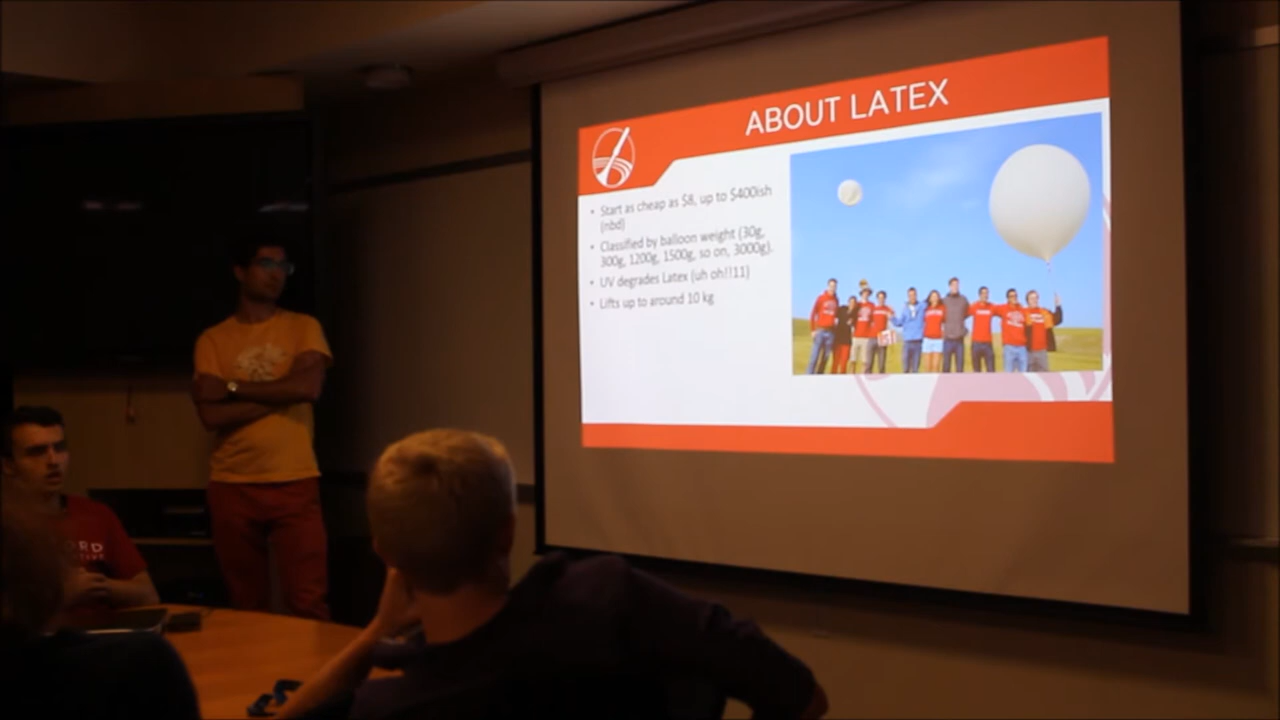 ABOUT LATEX
• Start as cheap as $8, up to $400ish
(nbd)
• Classified by balloon weight (30g,
300g, 1200g, 1500g, so on, 3000g).
• UV degrades Latex (uh oh!!11)
• Lifts up to around 10 kg
ORD